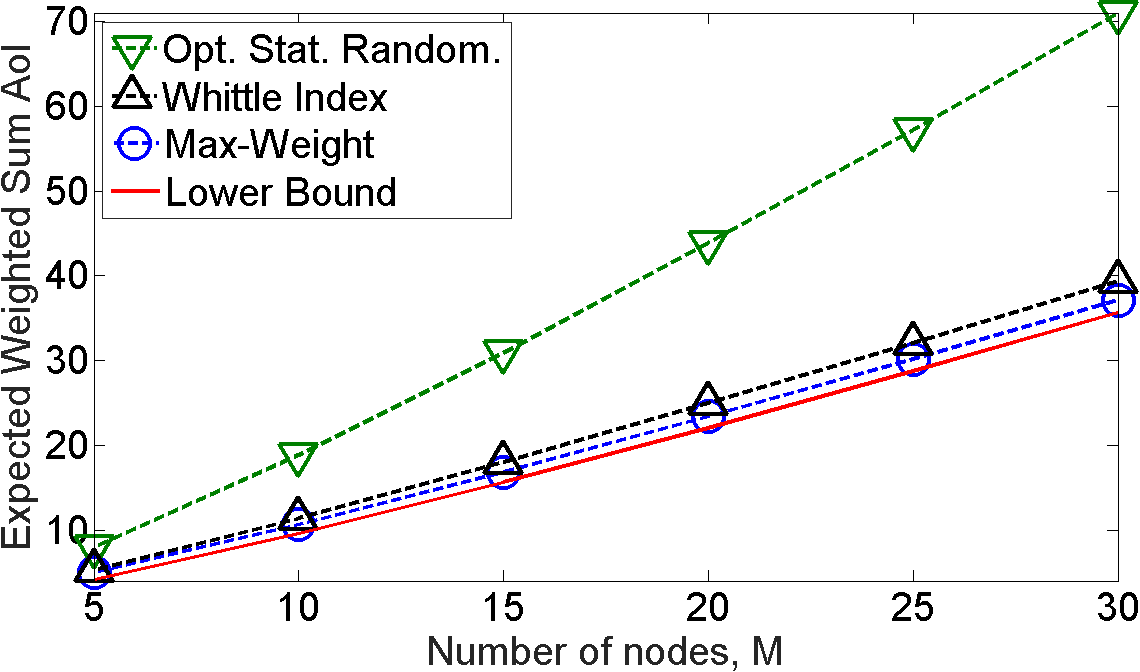 70
60
50
40
30
20
10
Expected Weighted Sum AoI
Opt. Stat. Random.
Whittle Index
Max-Weight
Lower Bound
5 10 15 20 25 30
Number of nodes, M